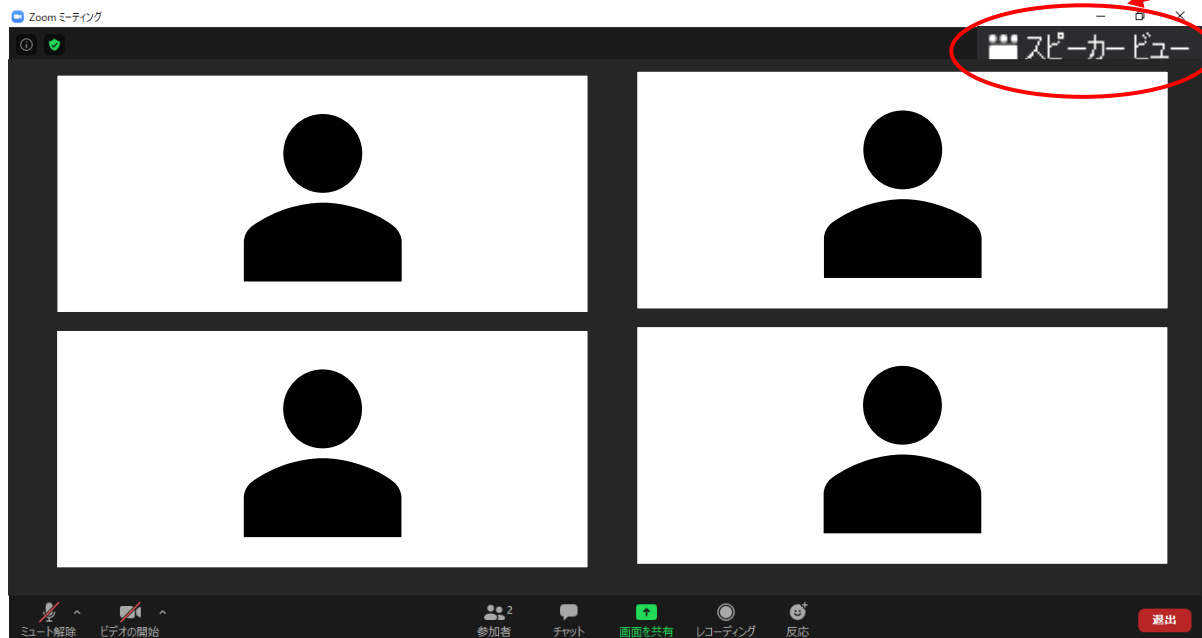 Zoom ミーティング
スピーカー ビュー
ミュート解除
ビデオの開始
2
参加者
チャット
画面を共有
レコーディング
反応
退出